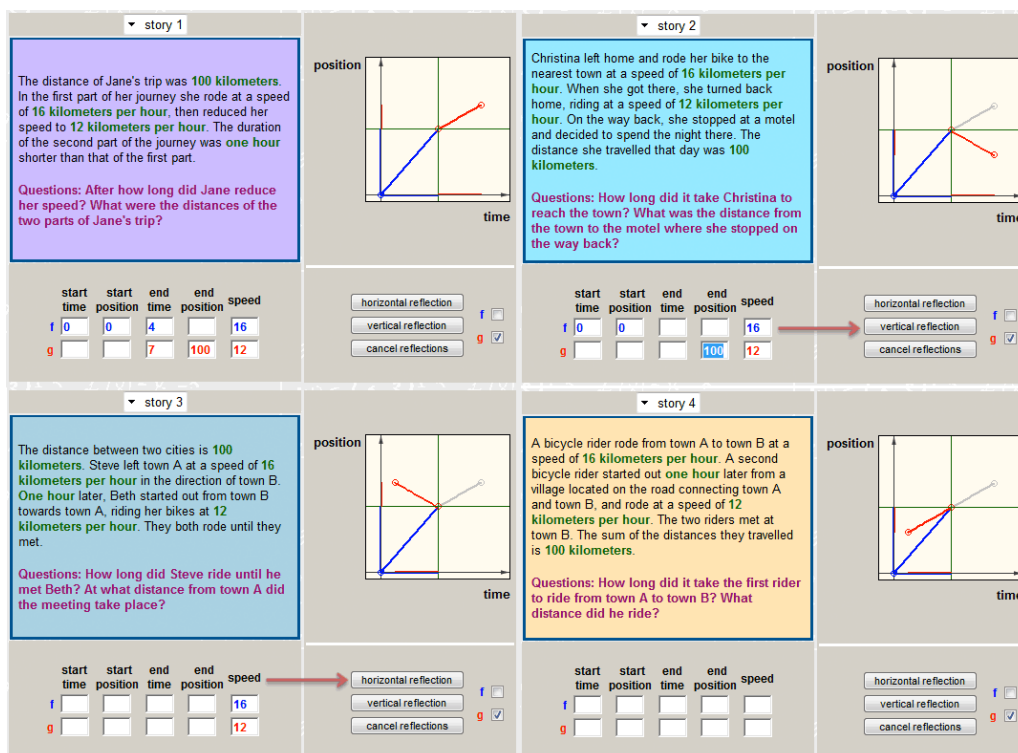 story 1
The distance of Jane's trip was 100 kilometers.
In the first part of her journey she rode at a speed
of 16 kilometers per hour, then reduced her
speed to 12 kilometers per hour. The duration
of the second part of the journey was one hour
shorter than that of the first part.
Questions: After how long did Jane reduce
her speed? What were the distances of the
two parts of Jane's trip?
position
time
start time start position end time end position speed
f 0 0 4 16
g 7 100 12
horizontal reflection
vertical reflection
cancel reflections
f
g
story 2
Christina left home and rode her bike to the
nearest town at a speed of 16 kilometers per
hour. When she got there, she turned back
home, riding at a speed of 12 kilometers per
hour. On the way back, she stopped at a motel
and decided to spend the night there. The
distance she travelled that day was 100
kilometers.
Questions: How long did it take Christina to
reach the town? What was the distance from
the town to the motel where she stopped on
the way back?
position
time
start time start position end time end position speed
f 0 0 16
g 100 12
horizontal reflection
vertical reflection
cancel reflections
f
g
story 3
The distance between two cities is 100
kilometers. Steve left town A at a speed of 16
kilometers per hour in the direction of town B.
One hour later, Beth started out from town B
towards town A, riding her bikes at 12
kilometers per hour. They both rode until they
met.
Questions: How long did Steve ride until he
met Beth? At what distance from town A did
the meeting take place?
position
time
start time start position end time end position speed
f 16
g 12
horizontal reflection
vertical reflection
cancel reflections
f
g
story 4
A bicycle rider rode from town A to town B at a
speed of 16 kilometers per hour. A second
bicycle rider started out one hour later from a
village located on the road connecting town A
and town B, and rode at a speed of 12
kilometers per hour. The two riders met at
town B. The sum of the distances they travelled
is 100 kilometers.
Questions: How long did it take the first rider
to ride from town A to town B? What
distance did he ride?
position
time
start time start position end time end position speed
f
g
horizontal reflection
vertical reflection
cancel reflections
f
g